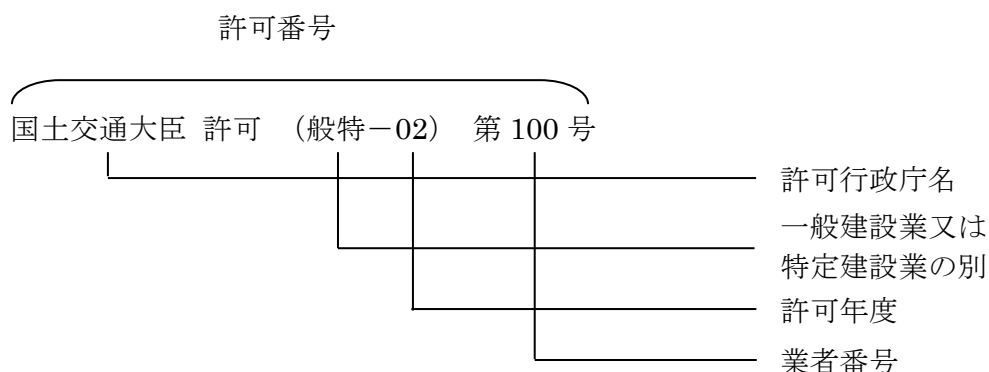 許可番号
国土交通大臣 許可 （般特－02） 第 100 号
許可行政庁名
一般建設業又は
特定建設業の別
許可年度
業者番号